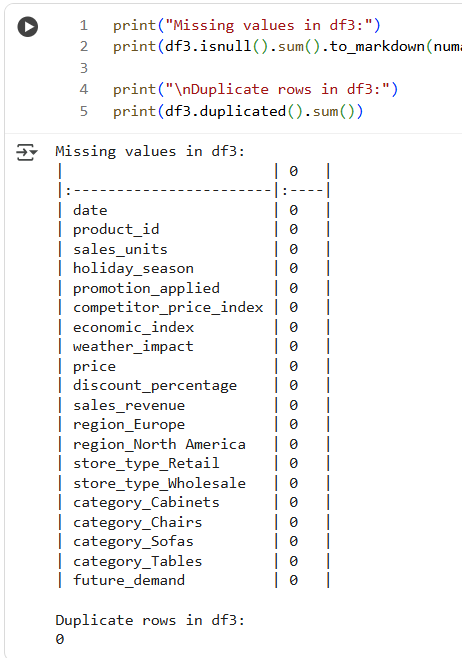 1 print("Missing values in df3:")
2 print(df3.isnull().sum().to_markdown(numa
3
4 print("\nDuplicate rows in df3:")
5 print(df3.duplicated().sum())
Missing values in df3:
|                        | 0   |
|:-----------------------|:----|
| date                   | 0   |
| product_id             | 0   |
| sales_units            | 0   |
| holiday_season         | 0   |
| promotion_applied      | 0   |
| competitor_price_index | 0   |
| economic_index         | 0   |
| weather_impact         | 0   |
| price                  | 0   |
| discount_percentage    | 0   |
| sales_revenue          | 0   |
| region_Europe          | 0   |
| region_North America   | 0   |
| store_type_Retail      | 0   |
| store_type_Wholesale   | 0   |
| category_Cabinets      | 0   |
| category_Chairs        | 0   |
| category_Sofas         | 0   |
| category_Tables        | 0   |
| future_demand          | 0   |
Duplicate rows in df3:
0